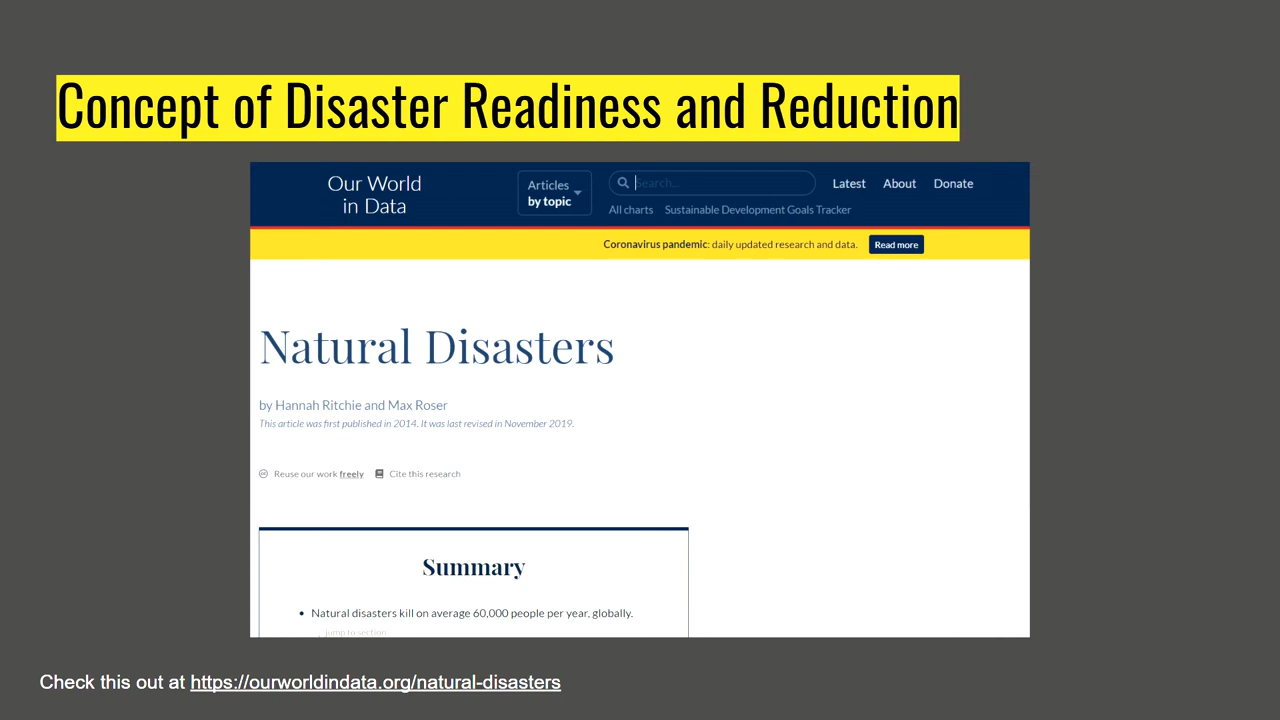 Concept of Disaster Readiness and Reduction
Our World
in Data
Articles
by topic
Search...
Latest
About
Donate
All charts
Sustainable Development Goals Tracker
Coronavirus pandemic: daily updated research and data.
Read more
Natural Disasters
by Hannah Ritchie and Max Roser
This article was first published in 2014. It was last revised in November 2019.
Reuse our work freely
Cite this research
Summary
• Natural disasters kill on average 60,000 people per year, globally.
jump to section
Check this out at https://ourworldindata.org/natural-disasters